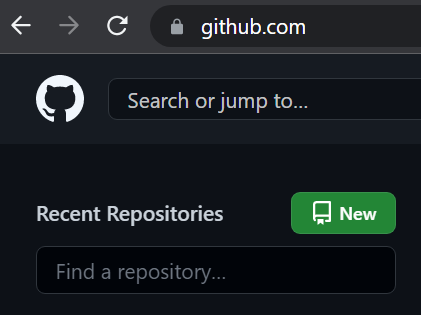 github.com
Search or jump to...
Recent Repositories
New
Find a repository...